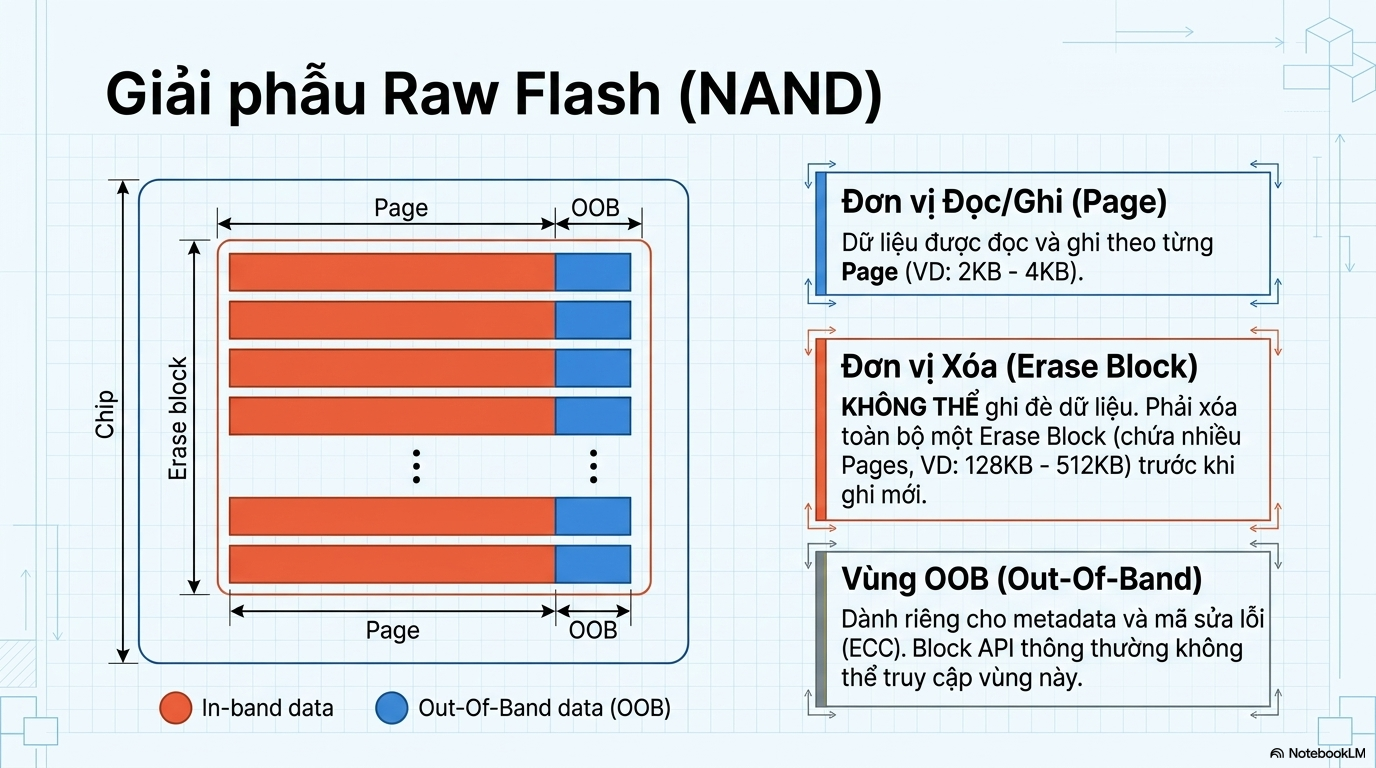 Giải phẫu Raw Flash (NAND)
Page
OOB
Chip
Erase block
Page
OOB
In-band data
Out-Of-Band data (OOB)
Đơn vị Đọc/Ghi (Page)
Dữ liệu được đọc và ghi theo từng
Page (VD: 2KB - 4KB).
Đơn vị Xóa (Erase Block)
KHÔNG THỂ ghi đè dữ liệu. Phải xóa
toàn bộ một Erase Block (chứa nhiều
Pages, VD: 128KB - 512KB) trước khi
ghi mới.
Vùng OOB (Out-Of-Band)
Dành riêng cho metadata và mã sửa lỗi
(ECC). Block API thông thường không
thể truy cập vùng này.
NotebookLM